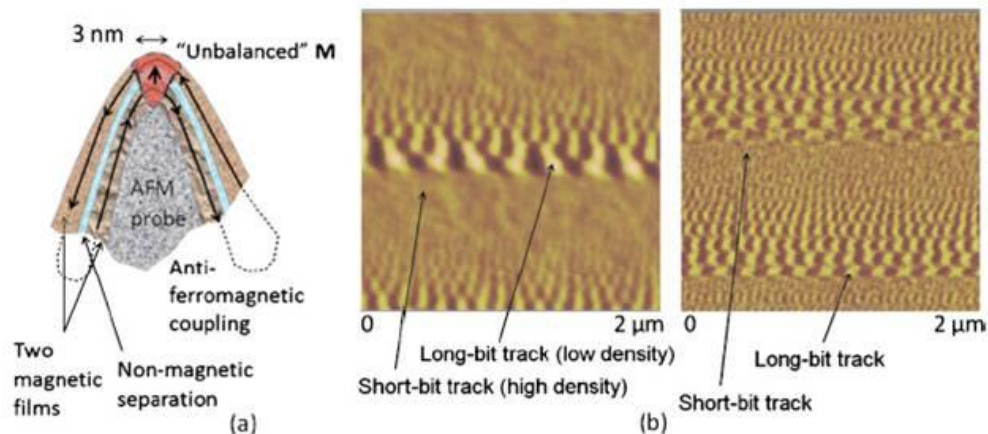 3 nm
“Unbalanced” M
AFM
probe
Anti-
ferromagnetic
coupling
Two
magnetic
films
Non-magnetic
separation
(a)
0
2 µm
Long-bit track (low density)
Short-bit track (high density)
0
2 µm
Long-bit track
Short-bit track
(b)